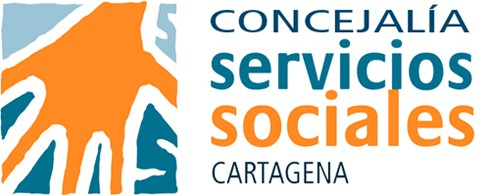 CONCEJALÍA
servicios
sociales
CARTAGENA